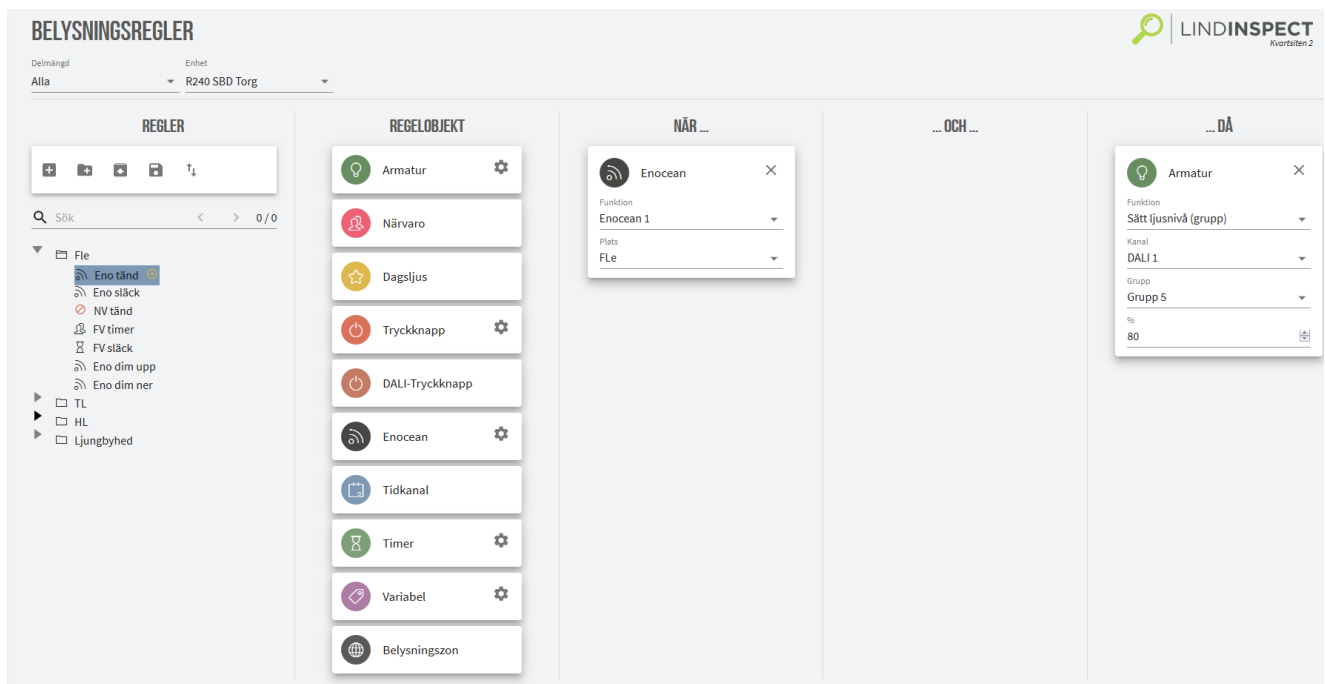 BELYSNINGSREGLER
LINDINSPECT
Kvartsiten 2
Delmängd
Alla
Enhet
R240 SBD Torg
REGLER
Sök
0 / 0
Fle
Eno tänd
Eno släck
NV tänd
FV timer
FV släck
Eno dim upp
Eno dim ner
TL
HL
Ljungbyhed
REGELOBJEKT
Armatur
Närvaro
Dagsljus
Tryckknapp
DALI-Tryckknapp
Enocean
Tidkanal
Timer
Variabel
Belysningszon
NÄR ...
Enocean
Funktion
Enocean 1
Plats
FLe
... OCH ...
... DÅ
Armatur
Funktion
Sätt ljusnivå (grupp)
Kanal
DALI 1
Grupp
Grupp 5
%
80